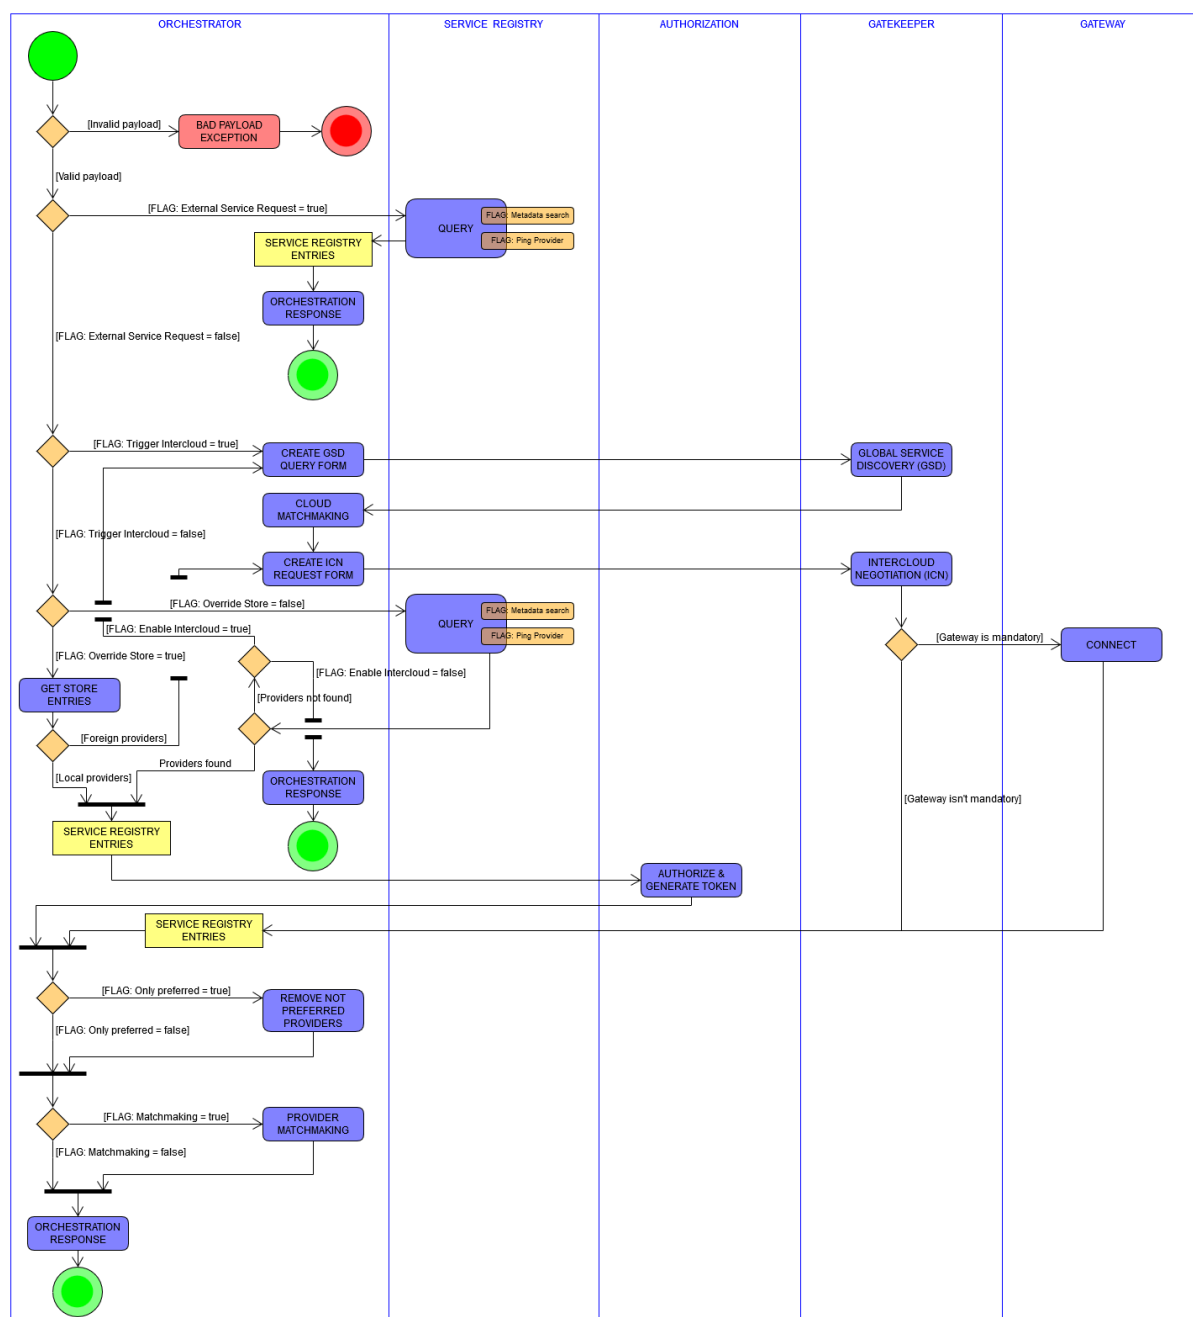 ORCHESTRATOR
SERVICE REGISTRY
AUTHORIZATION
GATEKEEPER
GATEWAY
[Invalid payload]
BAD PAYLOAD
EXCEPTION
[Valid payload]
[FLAG: External Service Request = true]
QUERY
FLAG: Metadata search
FLAG: Ping Provider
SERVICE REGISTRY
ENTRIES
ORCHESTRATION
RESPONSE
[FLAG: External Service Request = false]
[FLAG: Trigger Intercloud = true]
CREATE GSD
QUERY FORM
GLOBAL SERVICE
DISCOVERY (GSD)
CLOUD
MATCHMAKING
[FLAG: Trigger Intercloud = false]
CREATE ICN
REQUEST FORM
INTERCLOUD
NEGOTIATION (ICN)
[FLAG: Override Store = false]
QUERY
FLAG: Metadata search
FLAG: Ping Provider
[FLAG: Enable Intercloud = true]
[Gateway is mandatory]
CONNECT
[FLAG: Override Store = true]
[FLAG: Enable Intercloud = false]
GET STORE
ENTRIES
[Providers not found]
[Foreign providers]
Providers found
[Local providers]
ORCHESTRATION
RESPONSE
[Gateway isn't mandatory]
SERVICE REGISTRY
ENTRIES
AUTHORIZE &
GENERATE TOKEN
SERVICE REGISTRY
ENTRIES
[FLAG: Only preferred = true]
REMOVE NOT
PREFERRED
PROVIDERS
[FLAG: Only preferred = false]
[FLAG: Matchmaking = true]
PROVIDER
MATCHMAKING
[FLAG: Matchmaking = false]
ORCHESTRATION
RESPONSE